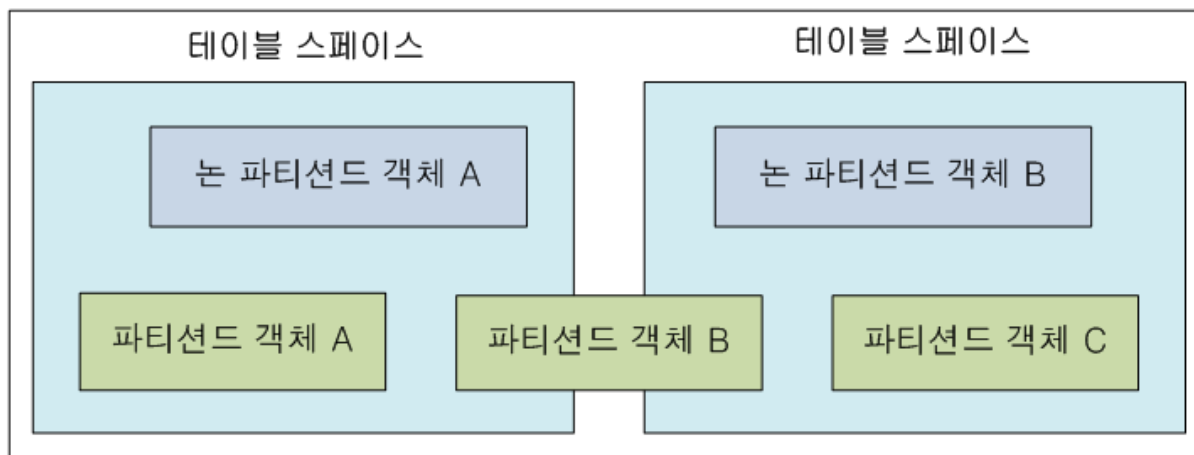 테이블 스페이스
테이블 스페이스
논 파티션드 객체 A
논 파티션드 객체 B
파티션드 객체 A
파티션드 객체 B
파티션드 객체 C